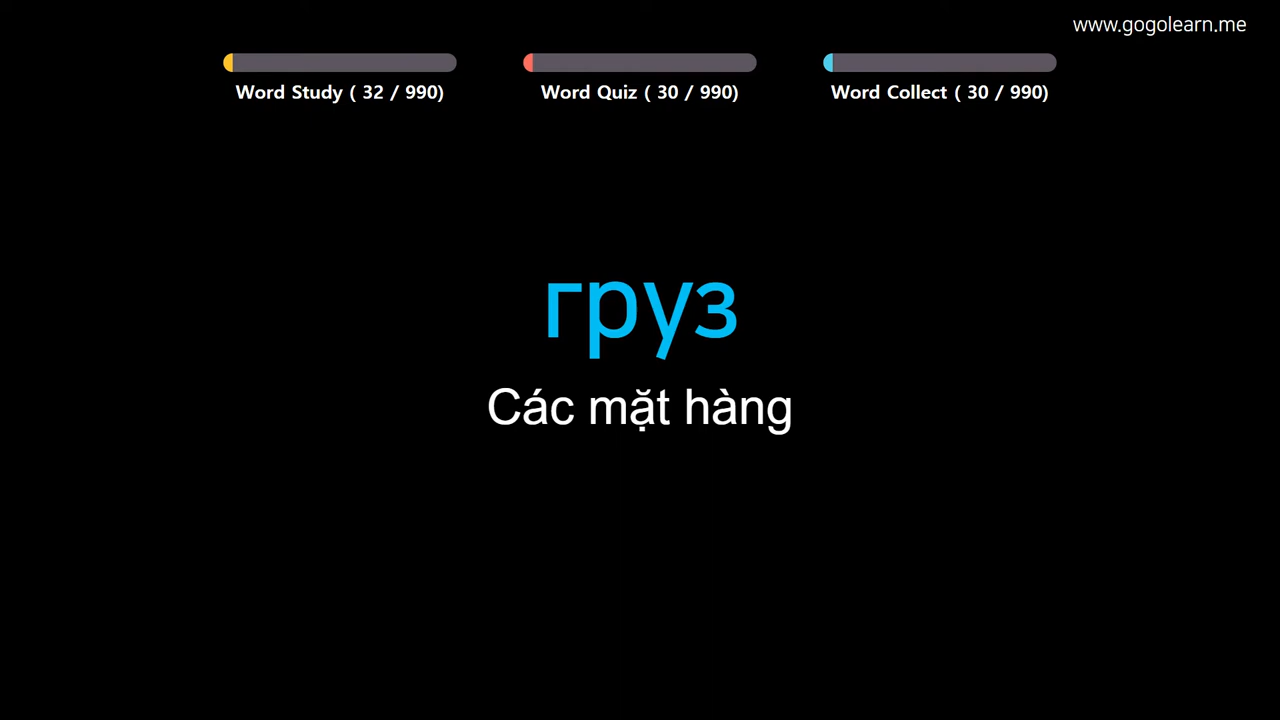 www.gogolearn.me
Word Study ( 32 / 990)
Word Quiz ( 30 / 990)
Word Collect ( 30 / 990)
груз
Các mặt hàng